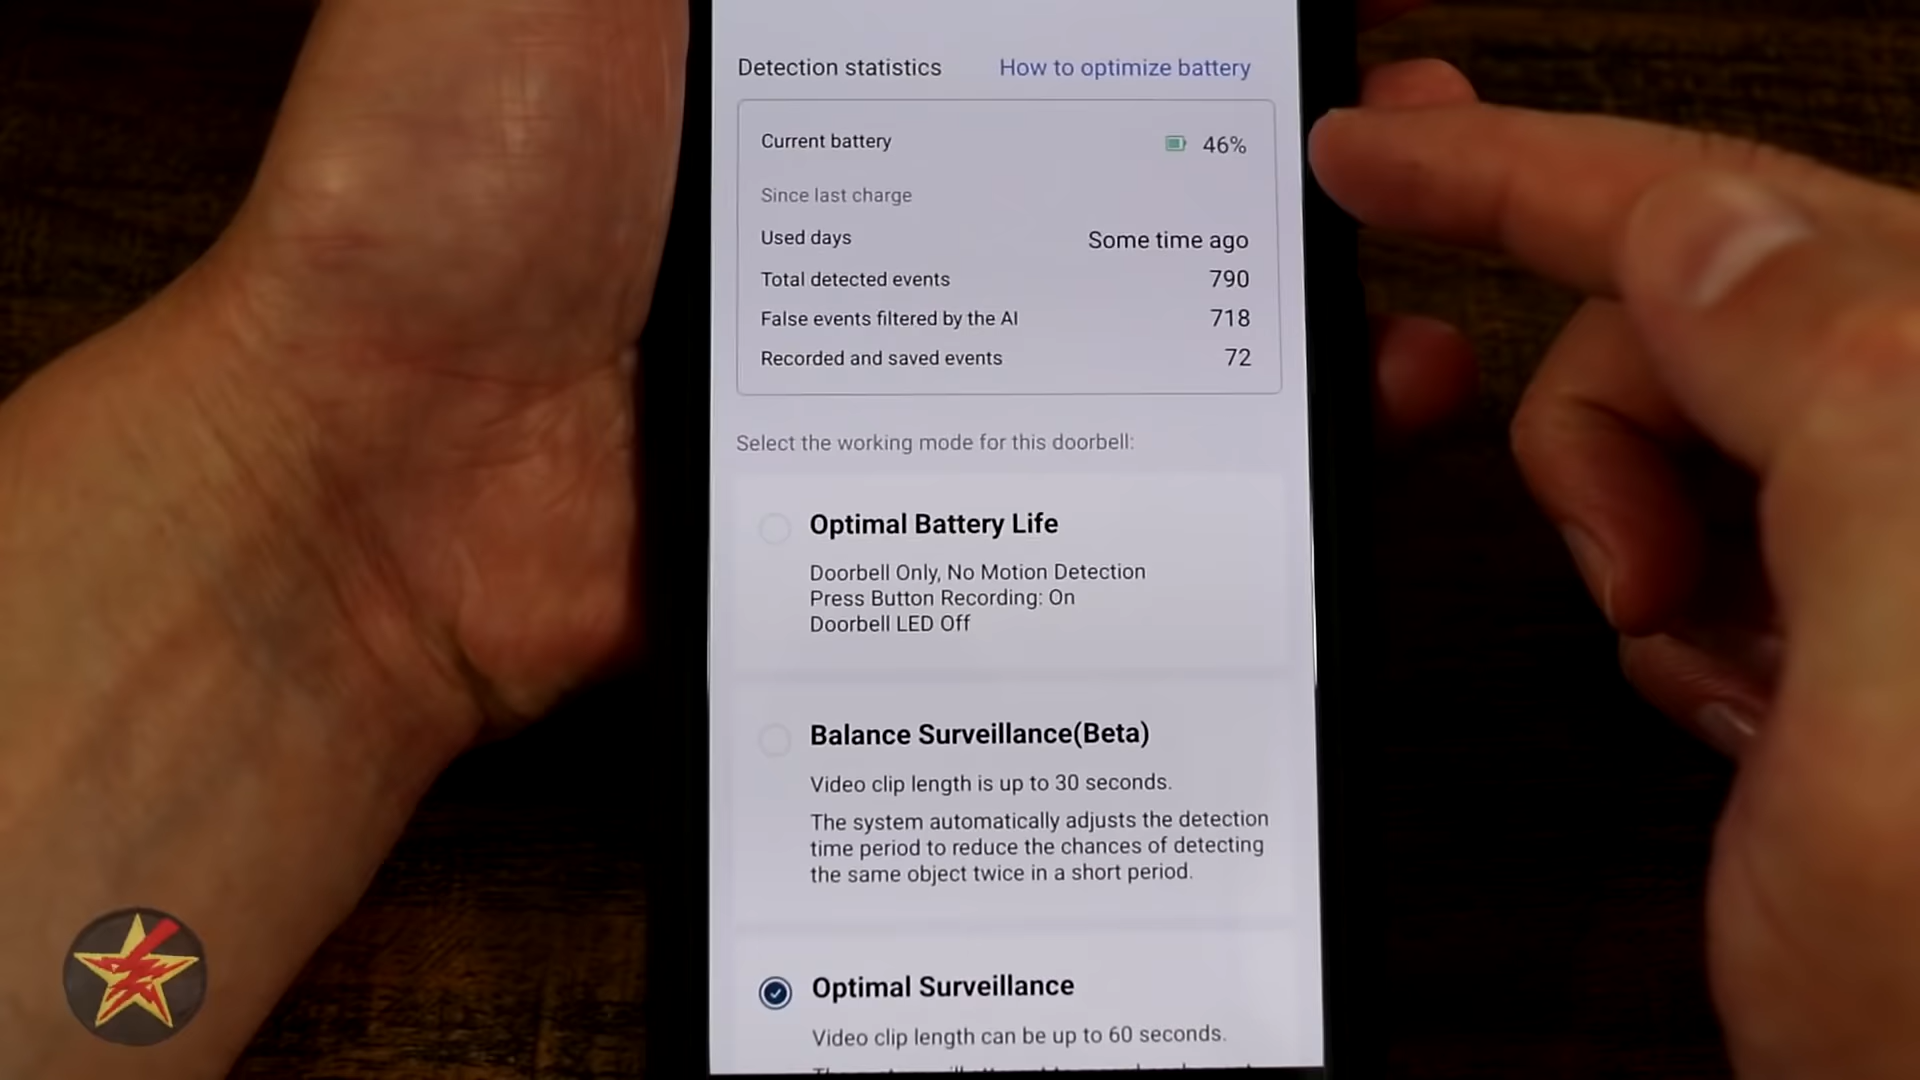 Detection statistics How to optimize battery
Current battery 46%
Since last charge
Used days Some time ago
Total detected events 790
False events filtered by the AI 718
Recorded and saved events 72
Select the working mode for this doorbell:
Optimal Battery Life
Doorbell Only, No Motion Detection
Press Button Recording: On
Doorbell LED Off
Balance Surveillance(Beta)
Video clip length is up to 30 seconds.
The system automatically adjusts the detection
time period to reduce the chances of detecting
the same object twice in a short period.
Optimal Surveillance
Video clip length can be up to 60 seconds.